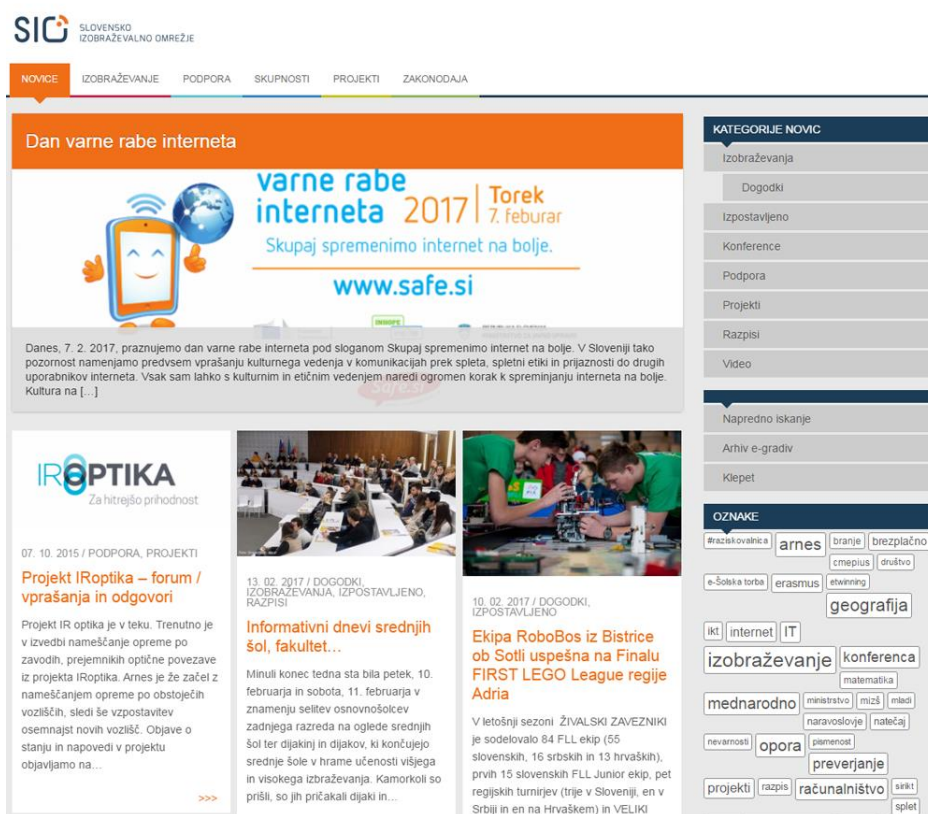 SIO
SLOVENSKO
IZOBRAŽEVALNO OMREŽJE
NOVICE IZOBRAŽEVANJE PODPORA SKUPNOSTI PROJEKTI ZAKONODAJA
Dan varne rabe interneta
varne rabe
interneta 2017 Torek
7. feburar
Skupaj spremenimo internet na bolje.
www.safe.si
Danes, 7. 2. 2017, praznujemo dan varne rabe interneta pod sloganom Skupaj spremenimo internet na bolje. V Sloveniji tako
pozornost namenjamo predvsem vprašanju kulturnega vedenja v komunikacijah prek spleta, spletni etiki in prijaznosti do drugih
uporabnikov interneta. Vsak sam lahko s kulturnim in etičnim vedenjem naredi ogromen korak k spreminjanju interneta na bolje.
Kultura na […]
Safe.si
IROPTIKA
Za hitrejšo prihodnost
07. 10. 2015 / PODPORA, PROJEKTI
Projekt IRoptika – forum /
vprašanja in odgovori
Projekt IR optika je v teku. Trenutno je
v izvedbi nameščanje opreme po
zavodih, prejemnikih optične povezave
iz projekta IRoptika. Arnes je že začel z
nameščanjem opreme po obstoječih
vozliščih, sledi še vzpostavitev
osemnajst novih vozlišč. Objave o
stanju in napovedi v projektu
objavljamo na…
>>>
13. 02. 2017 / DOGODKI,
IZOBRAŽEVANJA, IZPOSTAVLJENO,
RAZPISI
Informativni dnevi srednjih
šol, fakultet…
Minuli konec tedna sta bila petek, 10.
februarja in sobota, 11. februarja v
znamenju selitev osnovnošolcev
zadnjega razreda na oglede srednjih
šol ter dijakinj in dijakov, ki končujejo
srednje šole v hrame učenosti višjega
in visokega izbraževanja. Kamorkoli so
prišli, so jih pričakali dijaki in…
10. 02. 2017 / DOGODKI,
IZPOSTAVLJENO
Ekipa RoboBos iz Bistrice
ob Sotli uspešna na Finalu
FIRST LEGO League regije
Adria
V letošnji sezoni ŽIVALSKI ZAVEZNIKI
je sodelovalo 84 FLL ekip (55
slovenskih, 16 srbskih in 13 hrvaških),
prvih 15 slovenskih FLL Junior ekip, pet
regijskih turnirjev (trije v Sloveniji, en v
Srbiji in en na Hrvaškem) in VELIKI
KATEGORIJE NOVIC
Izobraževanja
Dogodki
Izpostavljeno
Konference
Podpora
Projekti
Razpisi
Video
Napredno iskanje
Arhiv e-gradiv
Klepet
OZNAKE
#raziskovalnica arnes branje brezplačno
cmepius društvo
e-Šolska torba erasmus etwinning
geografija
ikt internet IT
izobraževanje konferenca
matematika
mednarodno ministrstvo mizš mladi
naravoslovje natečaj
nevarnosti opora pismenost
preverjanje
projekti razpis računalništvo sirikt
splet